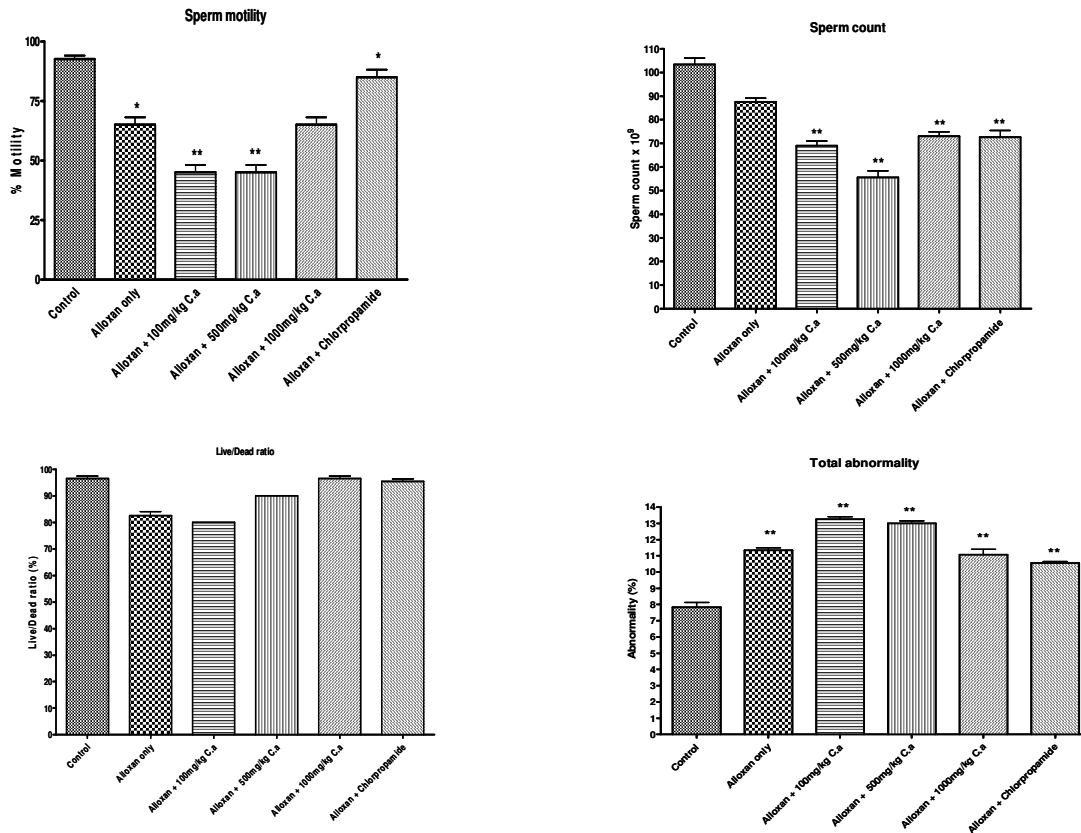 Sperm motility
% Motility
100
75
50
25
0
*
**
**
*
Control
Alloxan only
Alloxan + 100mg/kg C.a
Alloxan + 500mg/kg C.a
Alloxan + 1000mg/kg C.a
Alloxan + Chlorpropamide
Sperm count
Sperm count x 10⁹
110
100
90
80
70
60
50
40
30
20
10
0
**
**
**
**
Control
Alloxan only
Alloxan + 100mg/kg C.a
Alloxan + 500mg/kg C.a
Alloxan + 1000mg/kg C.a
Alloxan + Chlorpropamide
Live/Dead ratio
Live/Dead ratio (%)
100
90
80
70
60
50
40
30
20
10
0
Control
Alloxan only
Alloxan + 100mg/kg C.a
Alloxan + 500mg/kg C.a
Alloxan + 1000mg/kg C.a
Alloxan + Chlorpropamide
Total abnormality
Abnormality (%)
14
13
12
11
10
9
8
7
6
5
4
3
2
1
0
**
**
**
**
**
Control
Alloxan only
Alloxan + 100mg/kg C.a
Alloxan + 500mg/kg C.a
Alloxan + 1000mg/kg C.a
Alloxan + Chlorpropamide